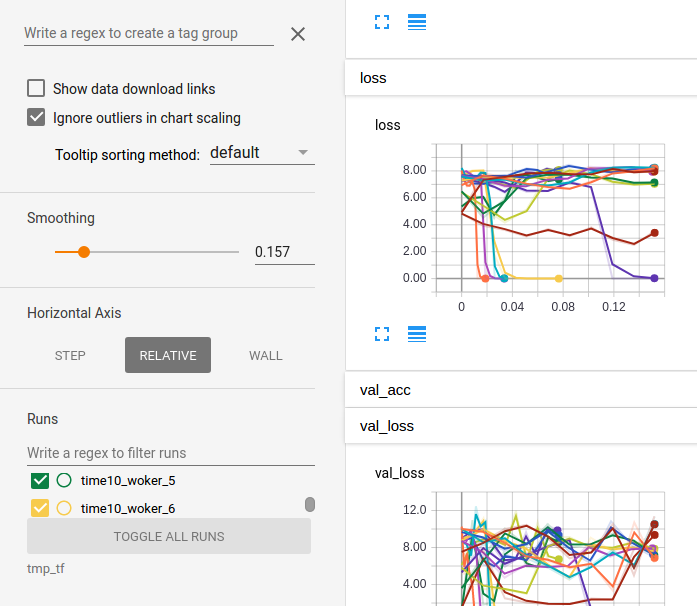 Write a regex to create a tag group
Show data download links
Ignore outliers in chart scaling
Tooltip sorting method: default
Smoothing
0.157
Horizontal Axis
STEP RELATIVE WALL
Runs
Write a regex to filter runs
time10_woker_5
time10_woker_6
TOGGLE ALL RUNS
tmp_tf
loss
loss
8.00
6.00
4.00
2.00
0.00
0 0.04 0.08 0.12
val_acc
val_loss
val_loss
12.0
8.00
4.00